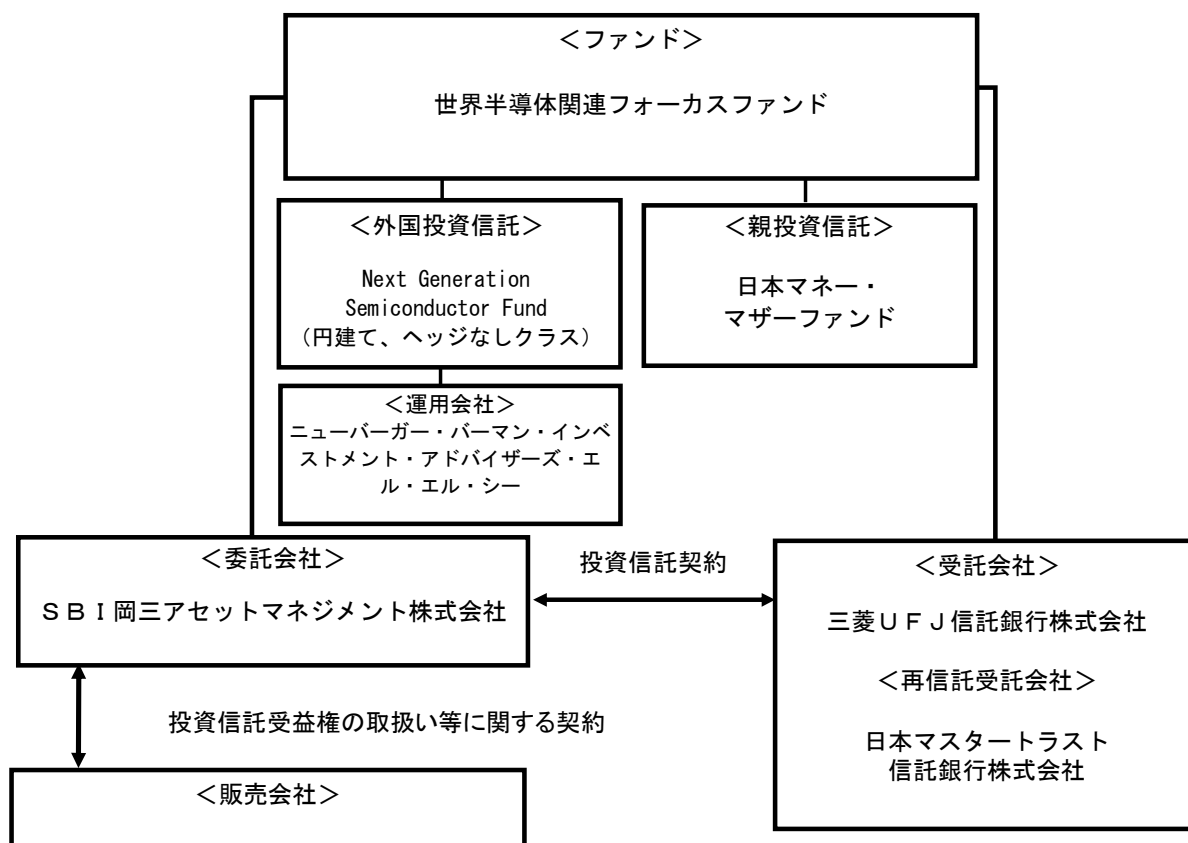 ＜ファンド＞
世界半導体関連フォーカスファンド
＜外国投資信託＞
Next Generation
Semiconductor Fund
（円建て、ヘッジなしクラス）
＜親投資信託＞
日本マネー・
マザーファンド
＜運用会社＞
ニューバーガー・バーマン・インベ
ストメント・アドバイザーズ・エ
ル・エル・シー
＜委託会社＞
ＳＢＩ岡三アセットマネジメント株式会社
投資信託契約
＜受託会社＞
三菱ＵＦＪ信託銀行株式会社
＜再信託受託会社＞
日本マスタートラスト
信託銀行株式会社
投資信託受益権の取扱い等に関する契約
＜販売会社＞